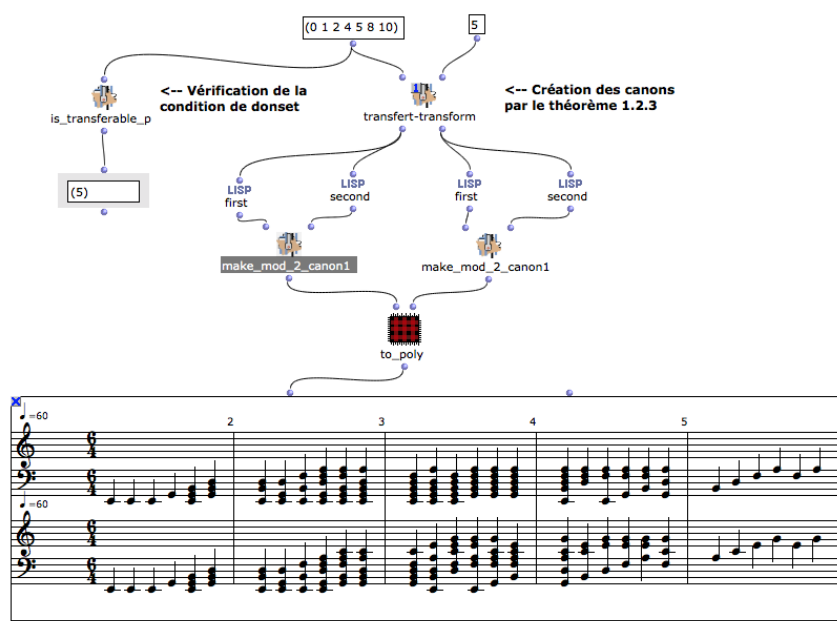 (0 1 2 4 5 8 10)
5
<-- Vérification de la
condition de donset
<-- Création des canons
par le théorème 1.2.3
is_transferable_p
1
transfert-transform
(5)
LISP
first
LISP
second
LISP
first
LISP
second
make_mod_2_canon1
make_mod_2_canon1
to_poly
=60
2
3
4
5
6
4
6
4
=60
6
4
6
4